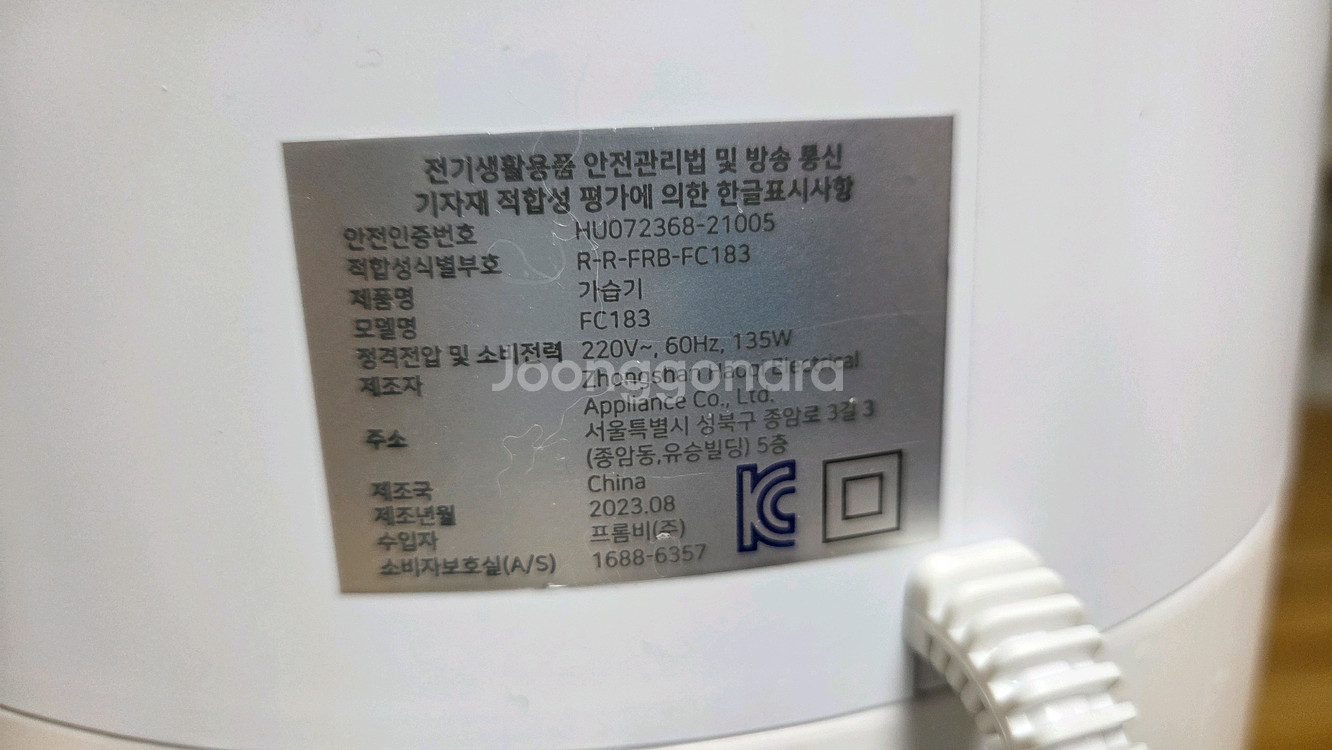 전기생활용품 안전관리법 및 방송 통신
기자재 적합성 평가에 의한 한글표시사항
안전인증번호 HU072368-21005
적합성식별부호 R-R-FRB-FC183
제품명 가습기
모델명 FC183
정격전압 및 소비전력 220V~, 60Hz, 135W
제조자 Zhongshan Haoqi Electrical
Joonggonara
Appliance Co., Ltd.
주소 서울특별시 성북구 종암로 3길 3
(종암동,유승빌딩) 5층
제조국 China
제조년월 2023.08
수입자 프롬비(주)
소비자보호실(A/S) 1688-6357